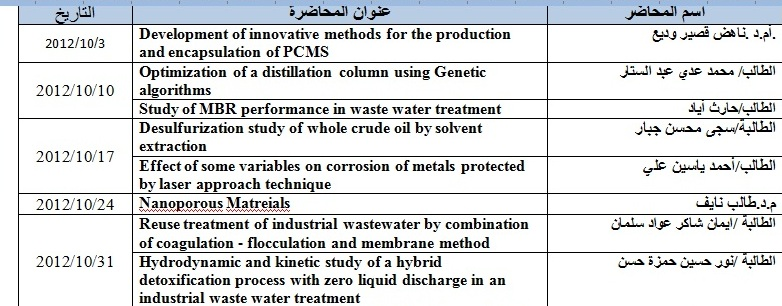 اسم المحاضر	عنوان المحاضرة	التاريخ
أم.د. ناهض قصير وديع.	Development of innovative methods for the production	2012/10/3
and encapsulation of PCMS
الطالب/ محمد عدي عبد الستار	Optimization of a distillation column using Genetic	2012/10/10
algorithms
الطالب/حارث أياد	Study of MBR performance in waste water treatment
الطالبة/سجى محسن جبار	Desulfurization study of whole crude oil by solvent	2012/10/17
extraction
الطالب/أحمد ياسين علي	Effect of some variables on corrosion of metals protected
by laser approach technique
م.د.طالب نايف	Nanoporous Matreials	2012/10/24
الطالبة /ايمان شاكر عواد سلمان	Reuse treatment of industrial wastewater by combination	2012/10/31
of coagulation - flocculation and membrane method
الطالبة /نور حسين حمزة حسن	Hydrodynamic and kinetic study of a hybrid
detoxification process with zero liquid discharge in an
industrial waste water treatment